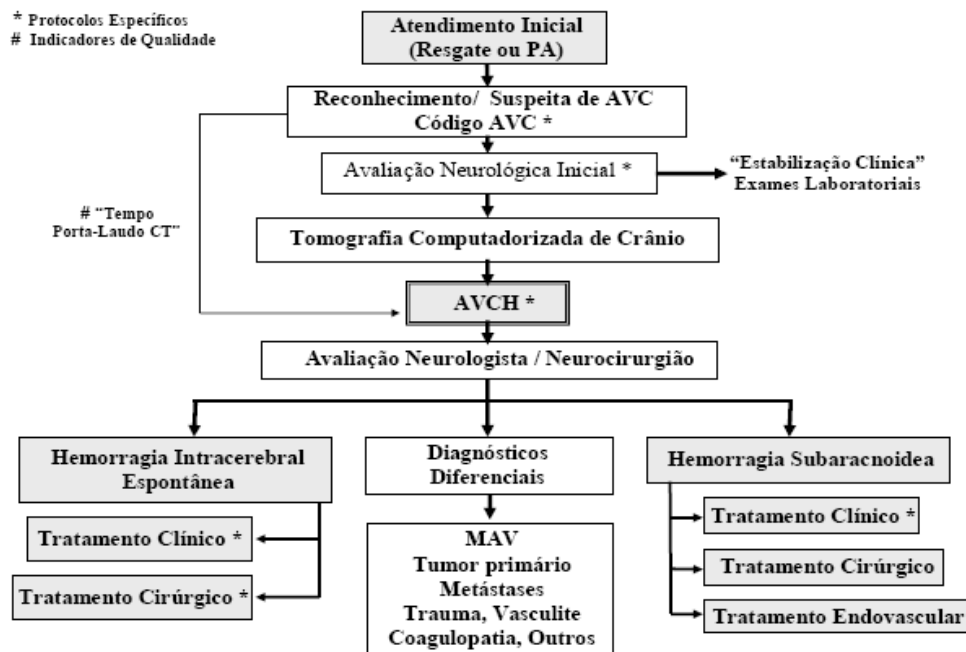 * Protocolos Específicos
# Indicadores de Qualidade
Atendimento Inicial
(Resgate ou PA)
Reconhecimento/ Suspeita de AVC
Código AVC *
Avaliação Neurológica Inicial *
“Estabilização Clínica”
Exames Laboratoriais
# “Tempo
Porta-Laudo CT”
Tomografia Computadorizada de Crânio
AVCH *
Avaliação Neurologista / Neurocirurgião
Hemorragia Intracerebral
Espontânea
Tratamento Clínico *
Tratamento Cirúrgico *
Diagnósticos
Diferenciais
MAV
Tumor primário
Metástases
Trauma, Vasculite
Coagulopatia, Outros
Hemorragia Subaracnoidea
Tratamento Clínico *
Tratamento Cirúrgico
Tratamento Endovascular